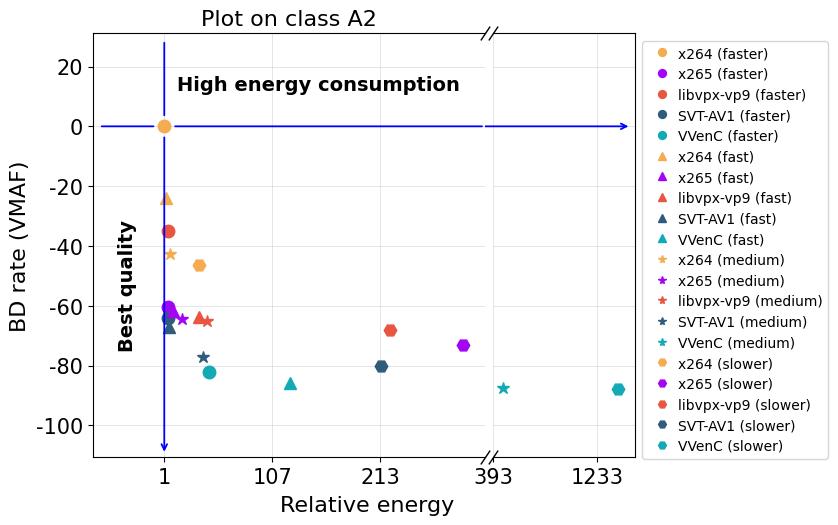 Plot on class A2
High energy consumption
Best quality
BD rate (VMAF)
20
0
-20
-40
-60
-80
-100
1
107
213
393
1233
Relative energy
x264 (faster)
x265 (faster)
libvpx-vp9 (faster)
SVT-AV1 (faster)
VVenC (faster)
x264 (fast)
x265 (fast)
libvpx-vp9 (fast)
SVT-AV1 (fast)
VVenC (fast)
x264 (medium)
x265 (medium)
libvpx-vp9 (medium)
SVT-AV1 (medium)
VVenC (medium)
x264 (slower)
x265 (slower)
libvpx-vp9 (slower)
SVT-AV1 (slower)
VVenC (slower)